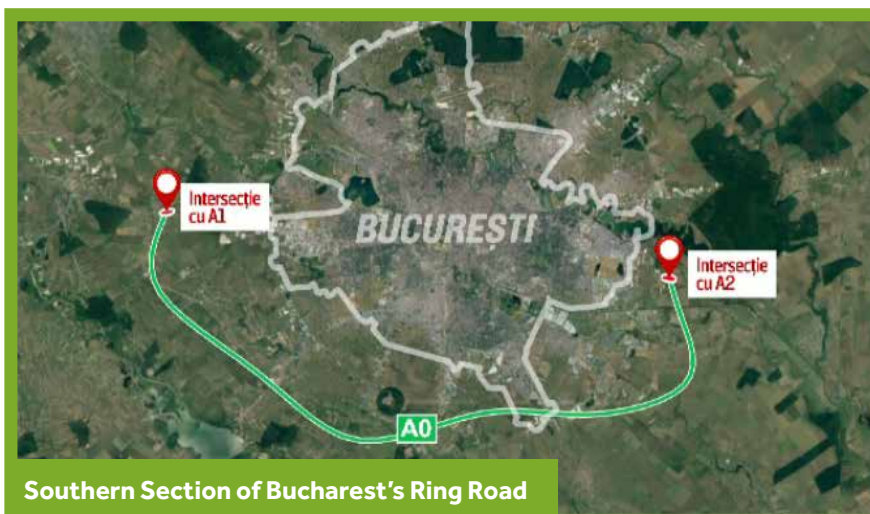 Intersecție
cu A1
BUCUREȘTI
Intersecție
cu A2
A0
Southern Section of Bucharest's Ring Road